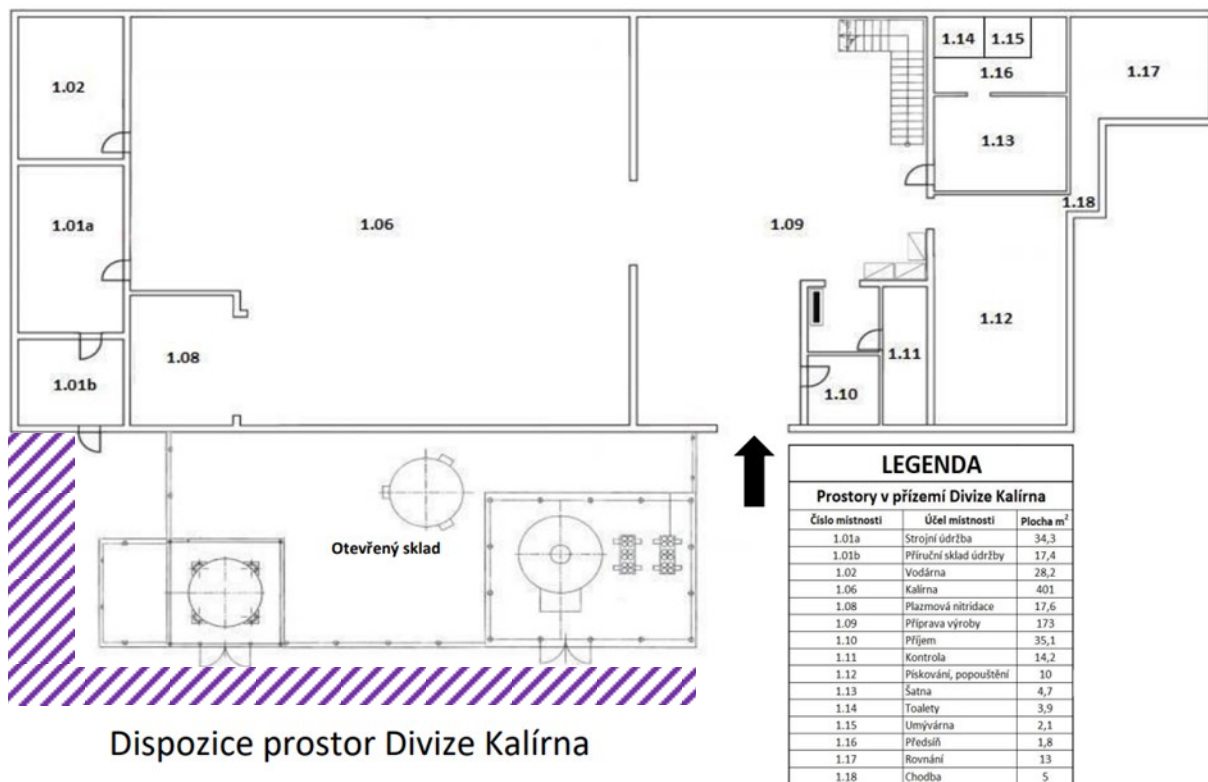 1.02
1.14 1.15
1.16
1.17
1.13
1.01a
1.06
1.09
1.18
1.12
1.08
1.11
1.01b
1.10
Otevřený sklad
LEGENDA
Prostory v přízemí Divize Kalírna
Číslo místnosti Účel místnosti Plocha m²
1.01a Strojní údržba 34,3
1.01b Příruční sklad údržby 17,4
1.02 Vodárna 28,2
1.06 Kalírna 401
1.08 Plazmová nitridace 17,6
1.09 Příprava výroby 173
1.10 Příjem 35,1
1.11 Kontrola 14,2
1.12 Pískování, popouštění 10
1.13 Šatna 4,7
1.14 Toalety 3,9
1.15 Umývárna 2,1
1.16 Předsíň 1,8
1.17 Rovnání 13
1.18 Chodba 5
Dispozice prostor Divize Kalírna